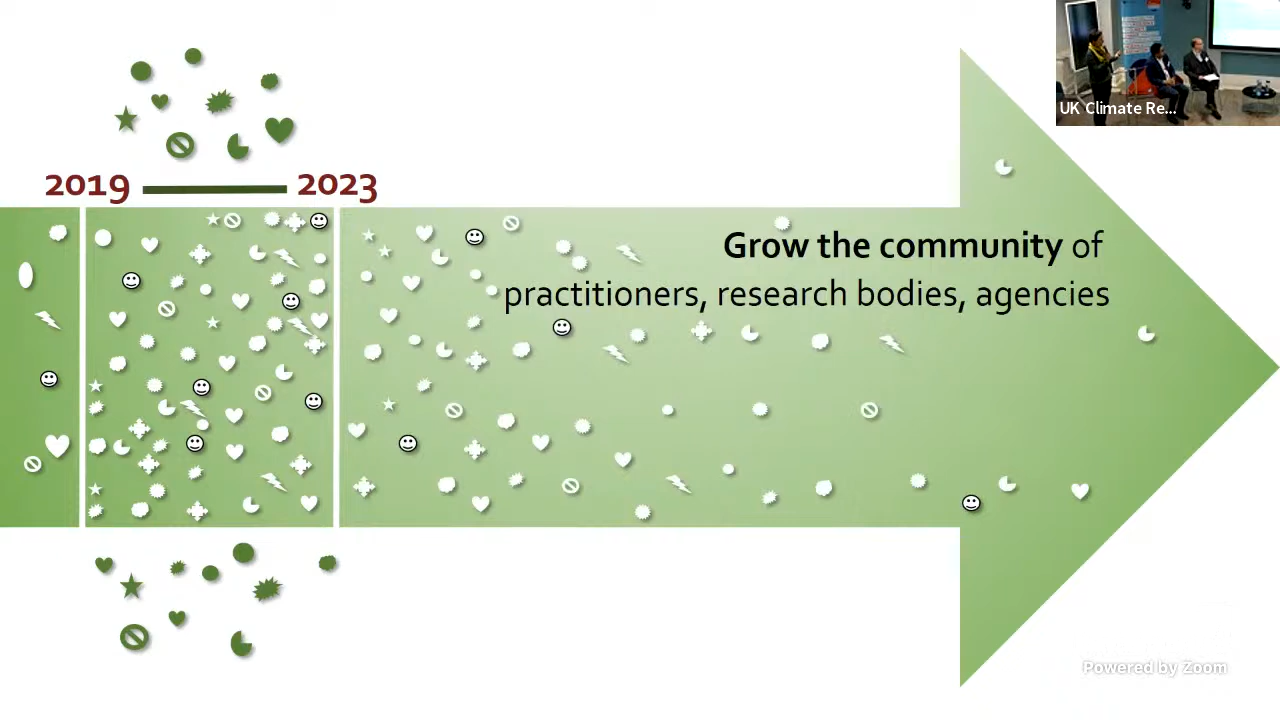 UK Climate Re...
2019
2023
Grow the community of
practitioners, research bodies, agencies
Powered by Zoom